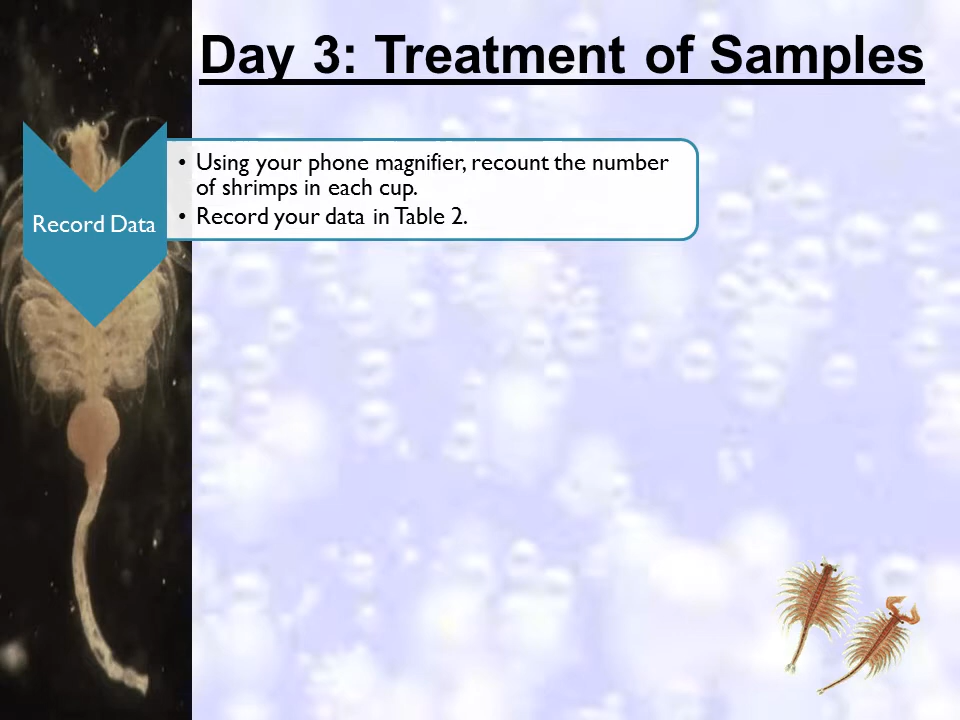 Day 3: Treatment of Samples
Record Data
• Using your phone magnifier, recount the number
of shrimps in each cup.
• Record your data in Table 2.